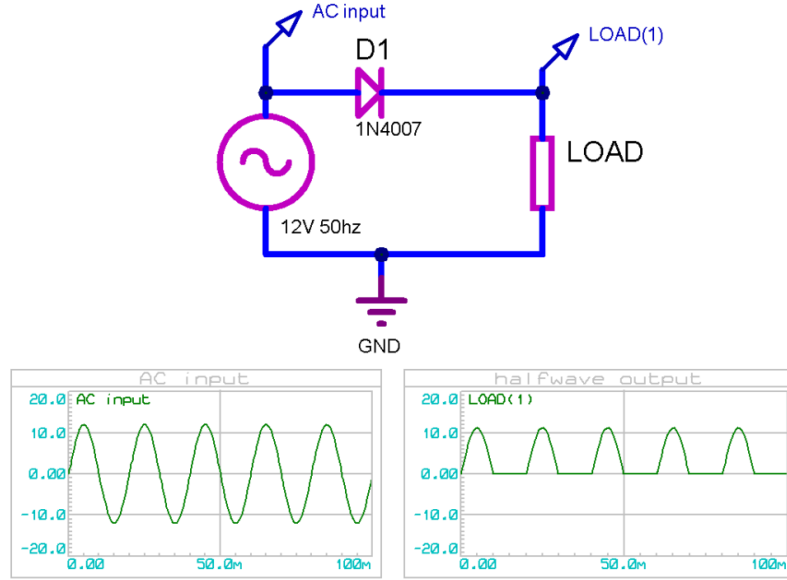 AC input
D1
LOAD(1)
1N4007
LOAD
12V 50hz
GND
AC input
20.0
AC input
10.0
0.00
-10.0
-20.0
0.00
50.0m
100m
halfwave output
20.0
LOAD(1)
10.0
0.00
-10.0
-20.0
0.00
50.0m
100m